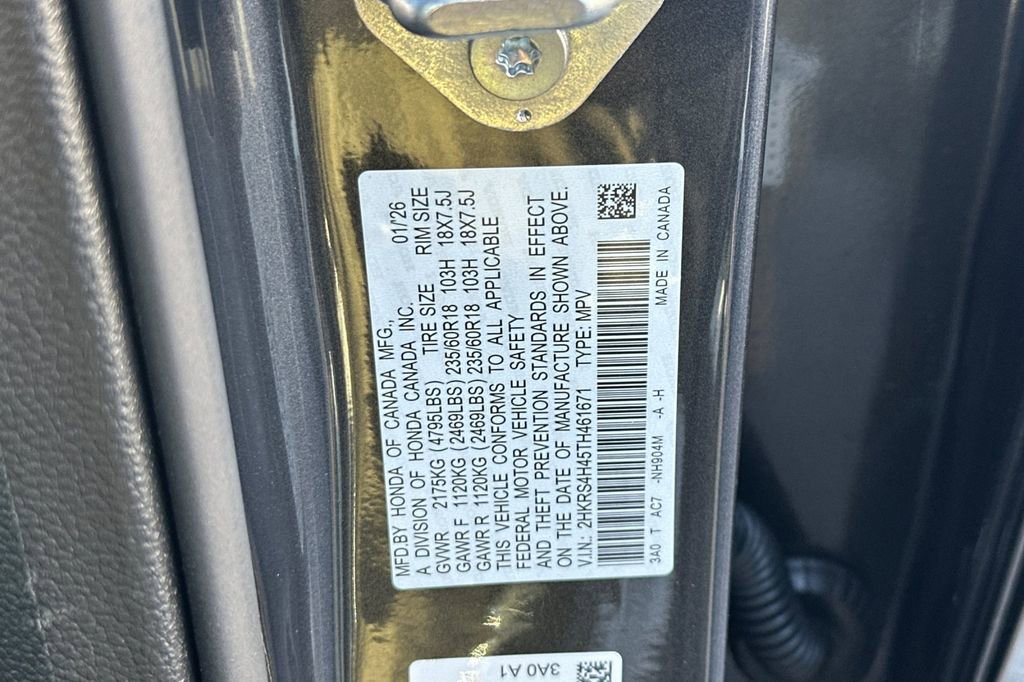 MFD.BY HONDA OF CANADA MFG., 01/'26
A DIVISION OF HONDA CANADA INC.
GVWR 2175KG (4795LBS) TIRE SIZE RIM SIZE
GAWR F 1120KG (2469LBS) 235/60R18 103H 18X7.5J
GAWR R 1120KG (2469LBS) 235/60R18 103H 18X7.5J
THIS VEHICLE CONFORMS TO ALL APPLICABLE
FEDERAL MOTOR VEHICLE SAFETY
AND THEFT PREVENTION STANDARDS IN EFFECT
ON THE DATE OF MANUFACTURE SHOWN ABOVE.
V.I.N: 2HKRS4H45TH461671 TYPE: MPV
3A0 T AC7 -NH904M -A -H MADE IN CANADA
3A0 A1